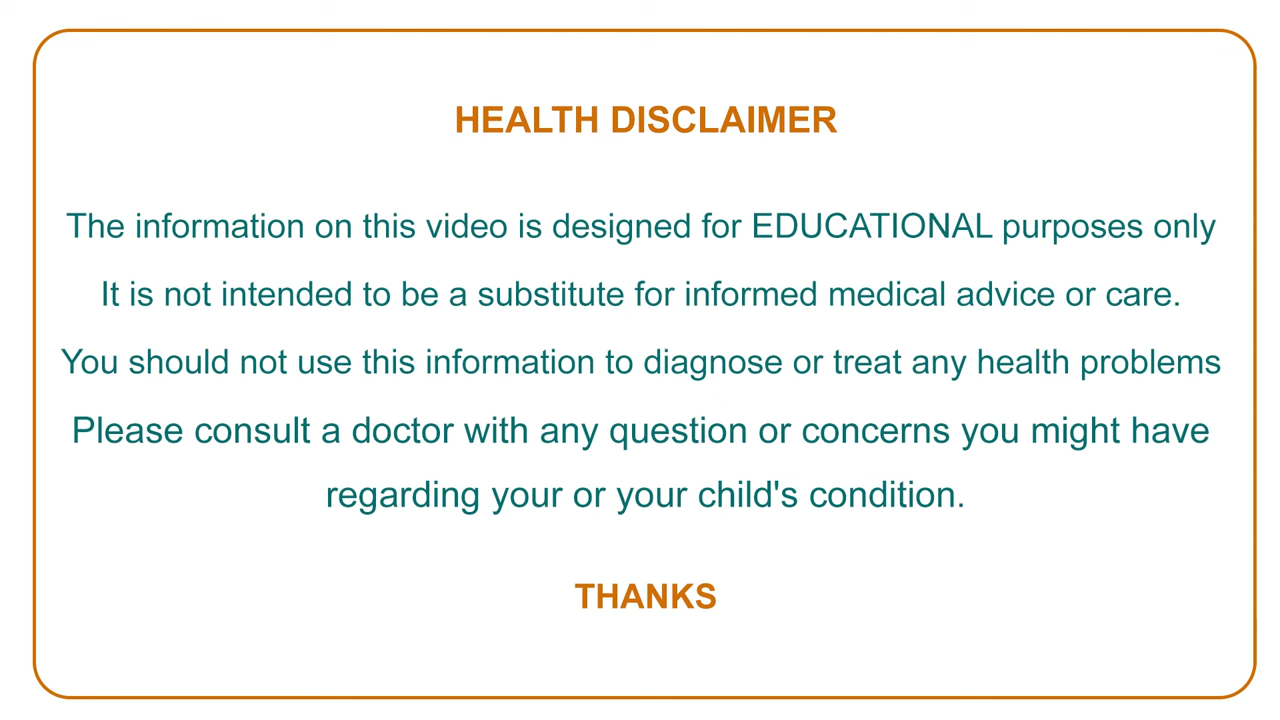 HEALTH DISCLAIMER
The information on this video is designed for EDUCATIONAL purposes only
It is not intended to be a substitute for informed medical advice or care.
You should not use this information to diagnose or treat any health problems
Please consult a doctor with any question or concerns you might have
regarding your or your child's condition.
THANKS